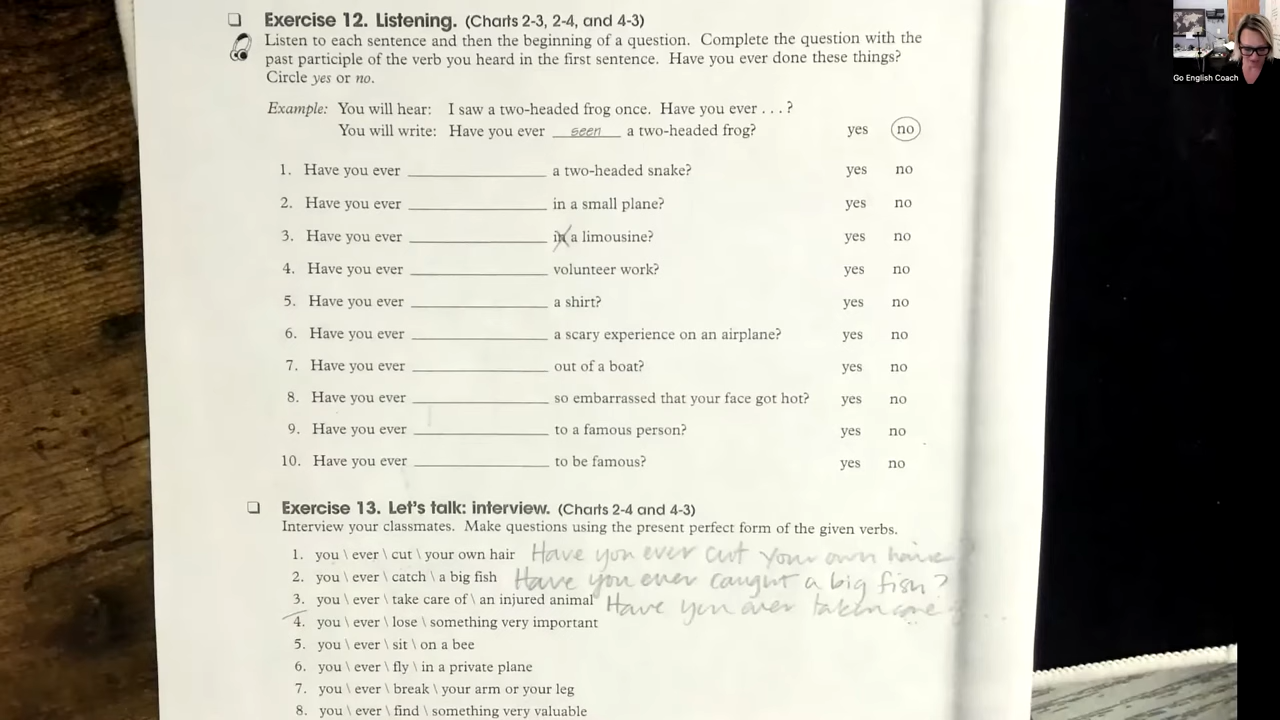 Exercise 12. Listening. (Charts 2-3, 2-4, and 4-3)
Listen to each sentence and then the beginning of a question. Complete the question with the
past participle of the verb you heard in the first sentence. Have you ever done these things?
Circle yes or no.
Example: You will hear: I saw a two-headed frog once. Have you ever . . . ?
You will write: Have you ever seen a two-headed frog? yes no
1. Have you ever ____ a two-headed snake? yes no
2. Have you ever ____ in a small plane? yes no
3. Have you ever ____ in a limousine? yes no
4. Have you ever ____ volunteer work? yes no
5. Have you ever ____ a shirt? yes no
6. Have you ever ____ a scary experience on an airplane? yes no
7. Have you ever ____ out of a boat? yes no
8. Have you ever ____ so embarrassed that your face got hot? yes no
9. Have you ever ____ to a famous person? yes no
10. Have you ever ____ to be famous? yes no
Exercise 13. Let's talk: interview. (Charts 2-4 and 4-3)
Interview your classmates. Make questions using the present perfect form of the given verbs.
1. you \ ever \ cut \ your own hair Have you ever cut your own
2. you \ ever \ catch \ a big fish Have you ever caught a big fish?
3. you \ ever \ take care of \ an injured animal Have you ever taken
4. you \ ever \ lose \ something very important
5. you \ ever \ sit \ on a bee
6. you \ ever \ fly \ in a private plane
7. you \ ever \ break \ your arm or your leg
8. you \ ever \ find \ something very valuable
Go English Coach